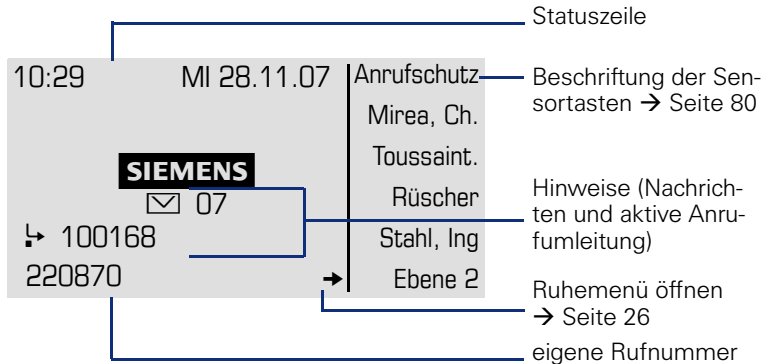 Statuszeile
10:29 MI 28.11.07 Anrufschutz
Beschriftung der Sen-
sortasten → Seite 80
Mirea, Ch.
Toussaint.
SIEMENS
07
Rüscher
Hinweise (Nachrich-
ten und aktive Anru-
fumleitung)
100168
Stahl, Ing
220870 → Ebene 2
Ruhemenü öffnen
→ Seite 26
eigene Rufnummer